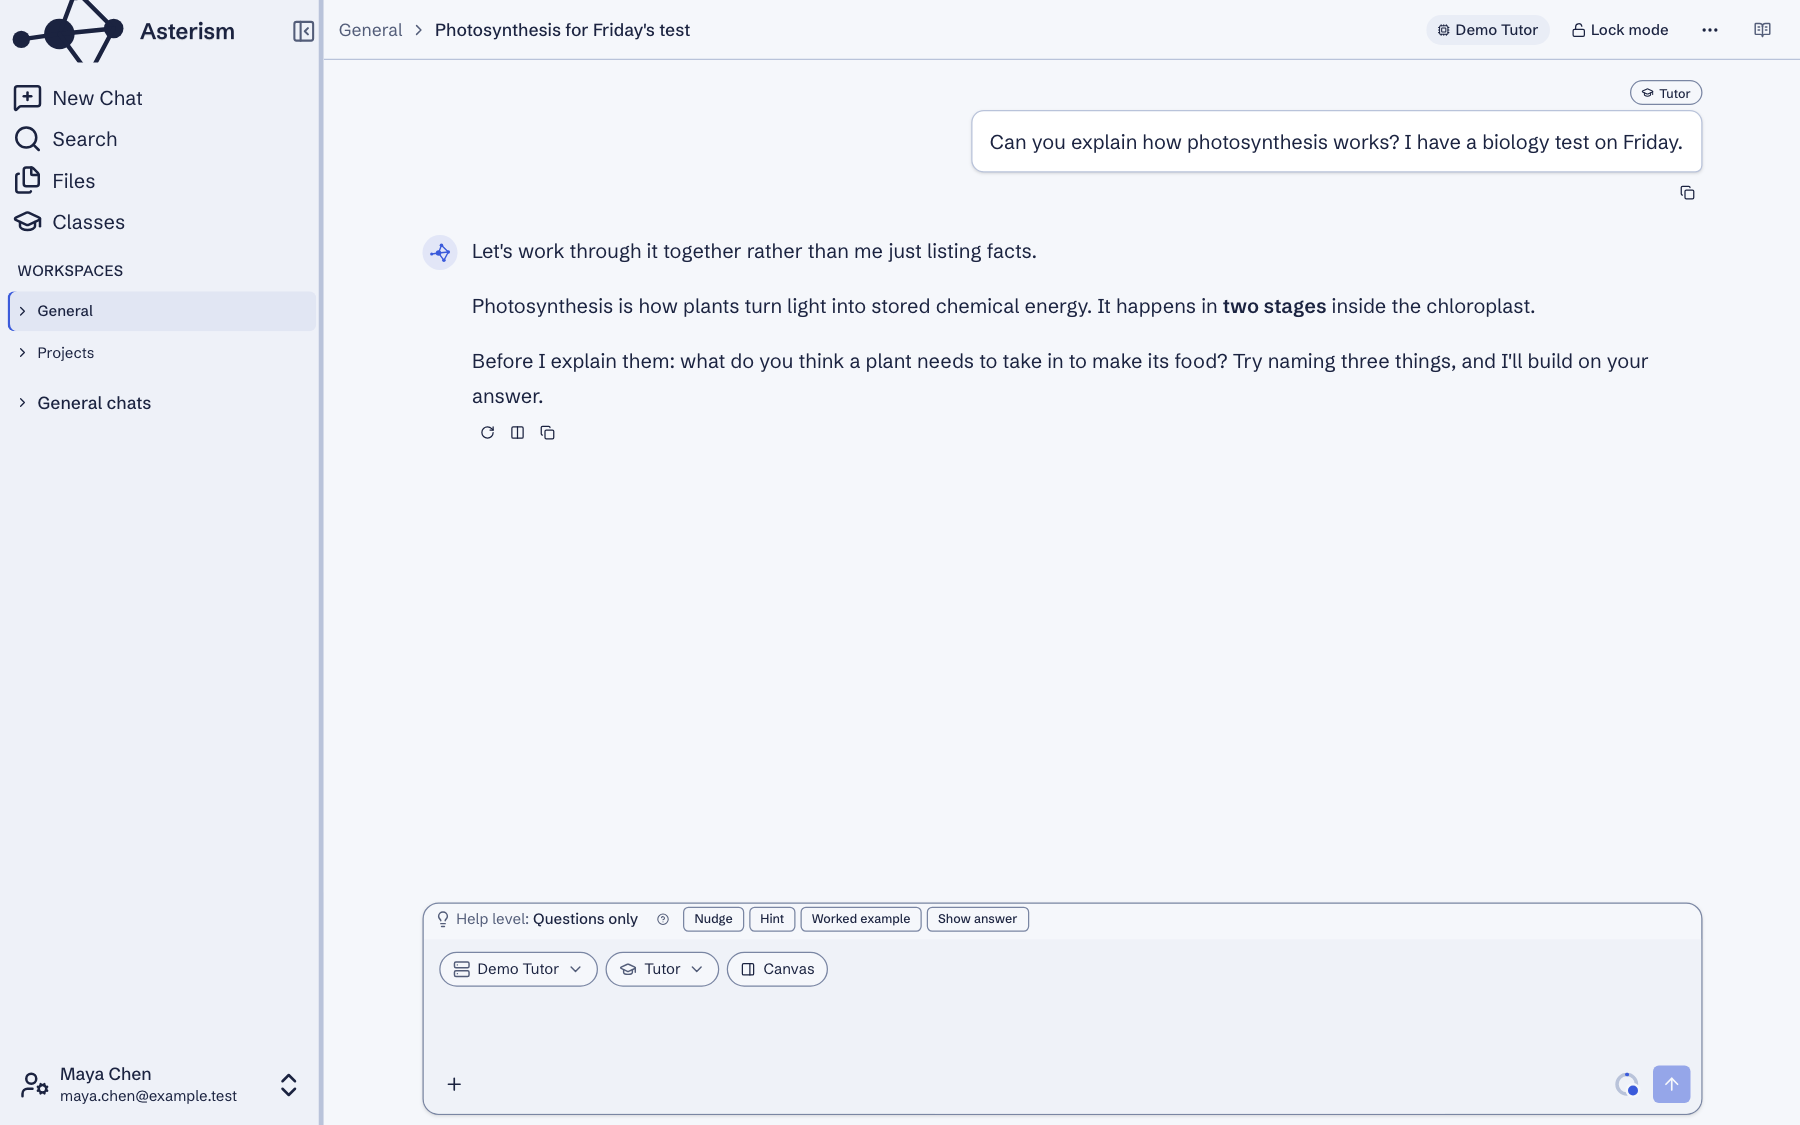 Asterism
General > Photosynthesis for Friday's test
Demo Tutor
Lock mode
New Chat
Search
Files
Classes
WORKSPACES
General
Projects
General chats
Tutor
Can you explain how photosynthesis works? I have a biology test on Friday.
Let's work through it together rather than me just listing facts.
Photosynthesis is how plants turn light into stored chemical energy. It happens in two stages inside the chloroplast.
Before I explain them: what do you think a plant needs to take in to make its food? Try naming three things, and I'll build on your
answer.
Help level: Questions only
Nudge
Hint
Worked example
Show answer
Demo Tutor
Tutor
Canvas
Maya Chen
maya.chen@example.test